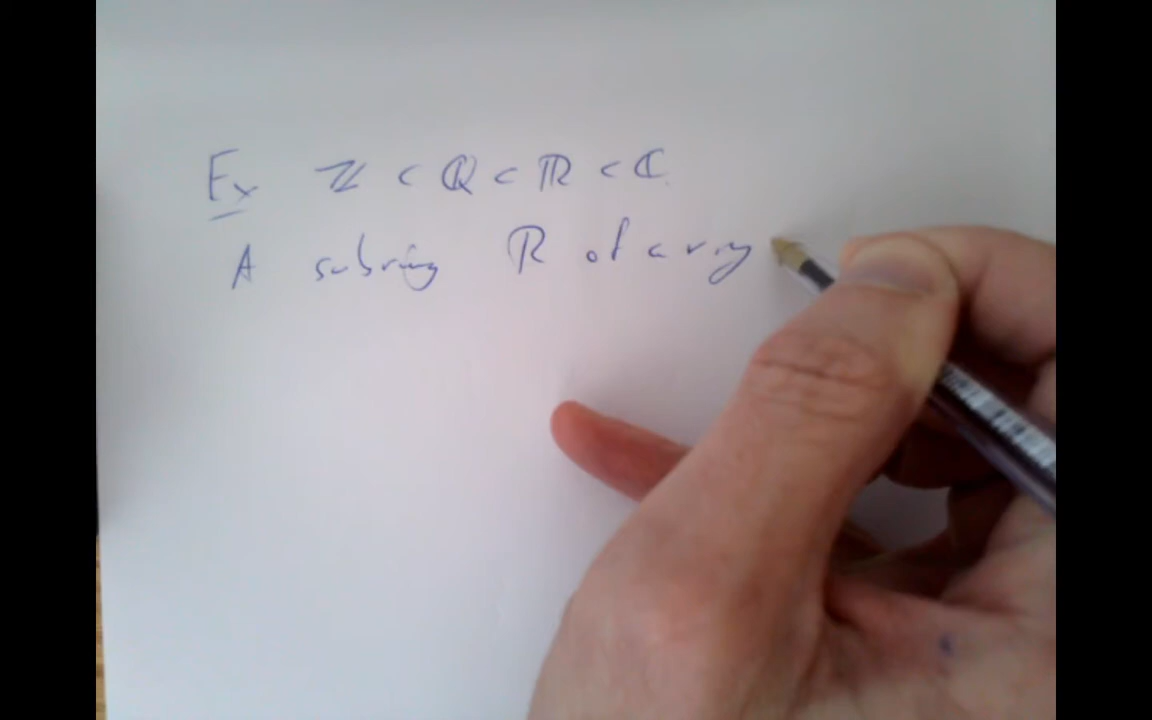 Ex ℤ < ℚ < ℝ < ℂ.
A subring R of a ring